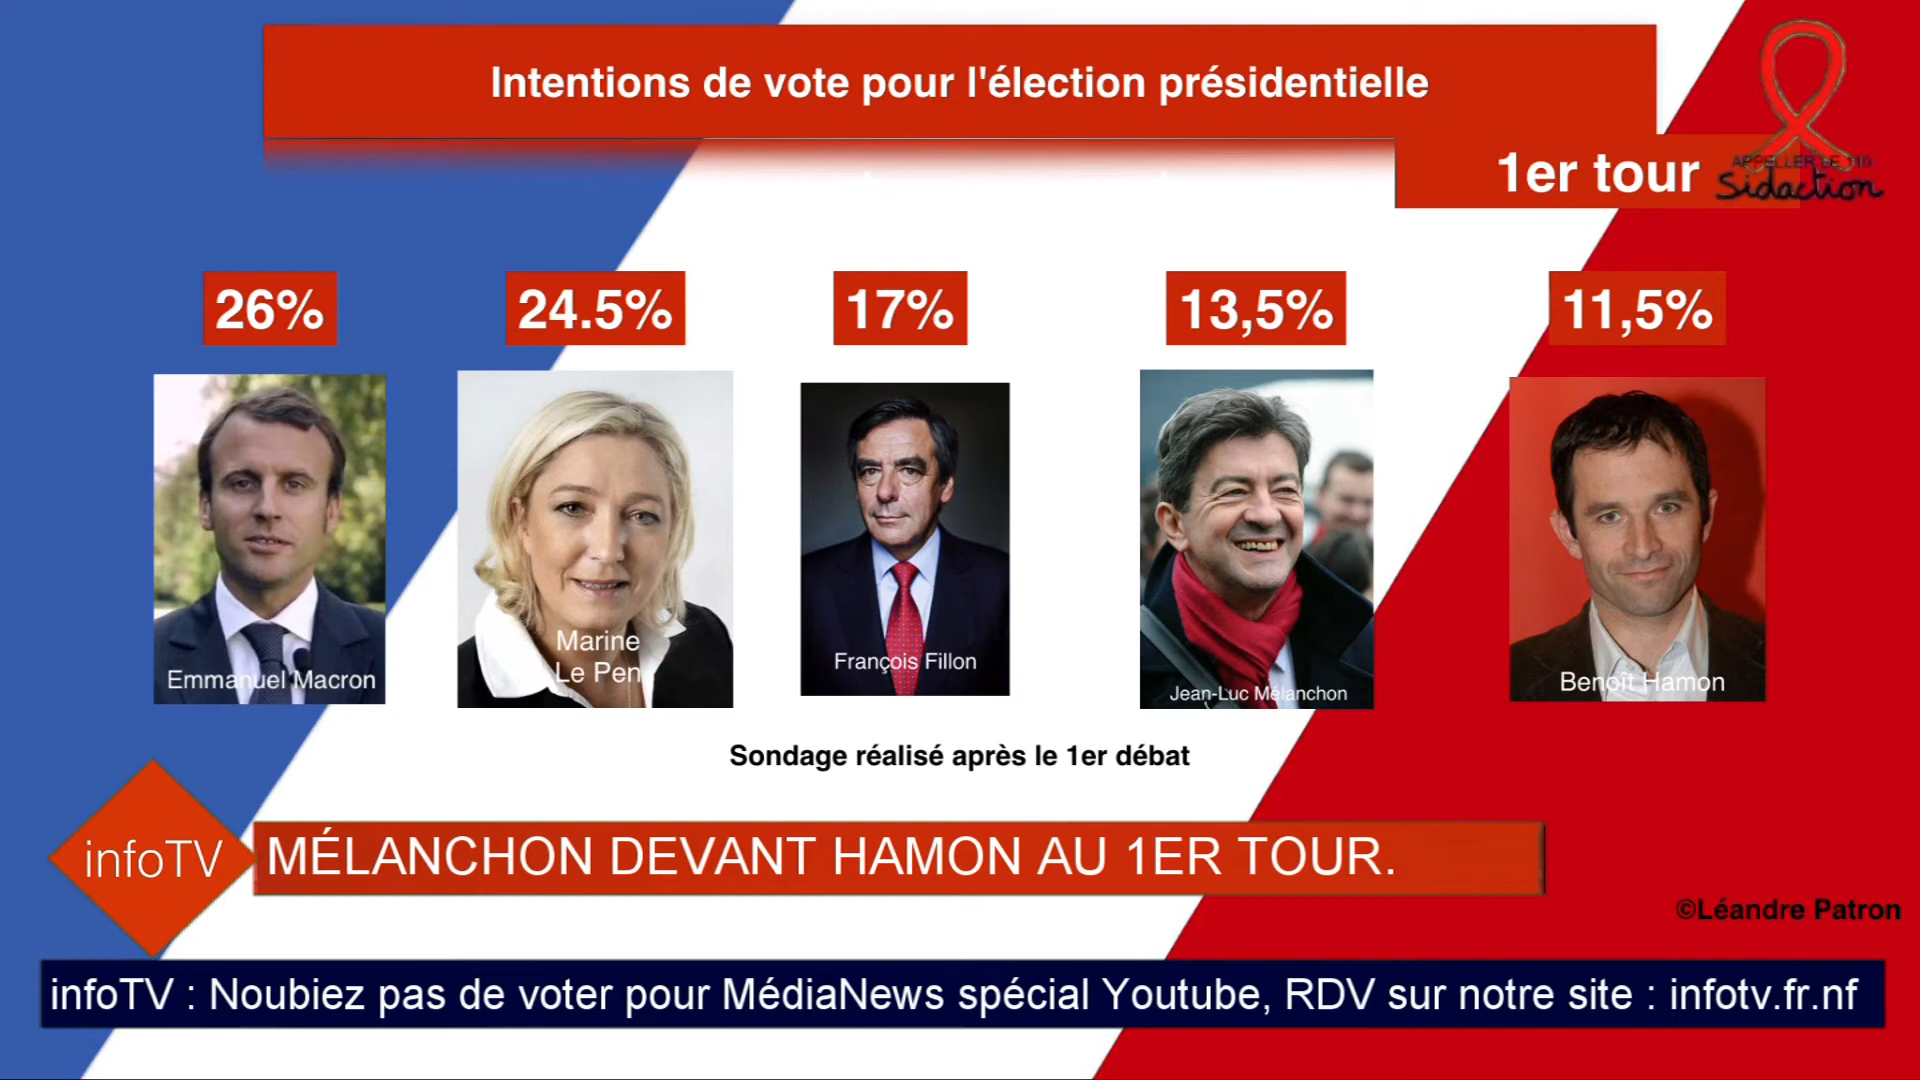 Intentions de vote pour l'élection présidentielle
1er tour
APPELLER LE 110
Sidaction
26%
24.5%
17%
13,5%
11,5%
Emmanuel Macron
Marine
Le Pen
François Fillon
Jean-Luc Mélanchon
Benoît Hamon
Sondage réalisé après le 1er débat
infoTV
MÉLANCHON DEVANT HAMON AU 1ER TOUR.
©Léandre Patron
infoTV : Noubiez pas de voter pour MédiaNews spécial Youtube, RDV sur notre site : infotv.fr.nf